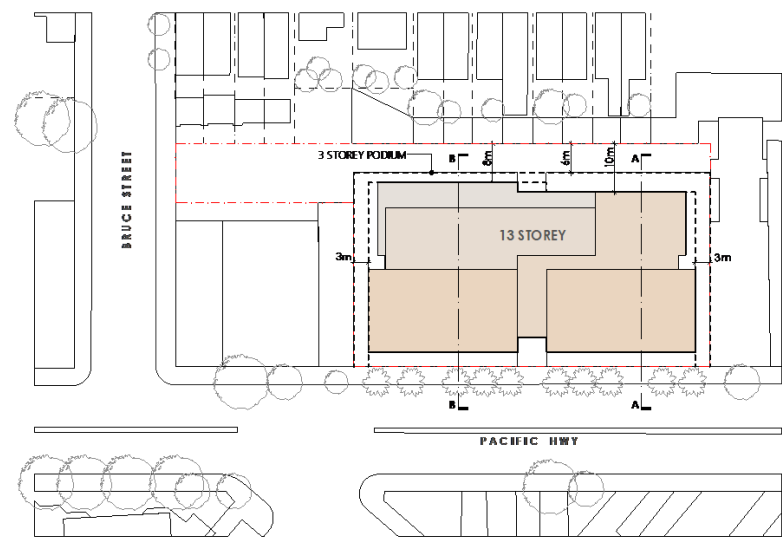 BRUCE STREET
3 STOREY PODIUM
B
8m
6m
10m
A
13 STOREY
3m
3m
B
A
PACIFIC HWY